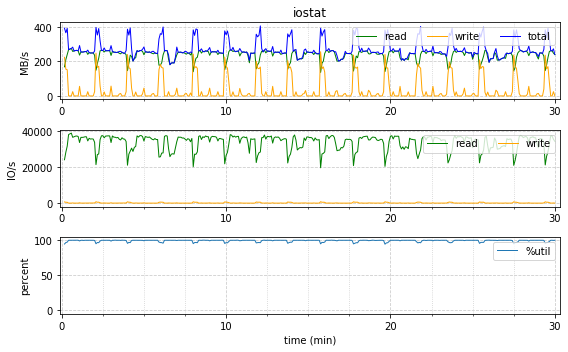 iostat
MB/s
400
200
0
read write total
0 10 20 30
IO/s
40000
20000
0
read write
0 10 20 30
percent
100
50
0
%util
0 10 20 30
time (min)